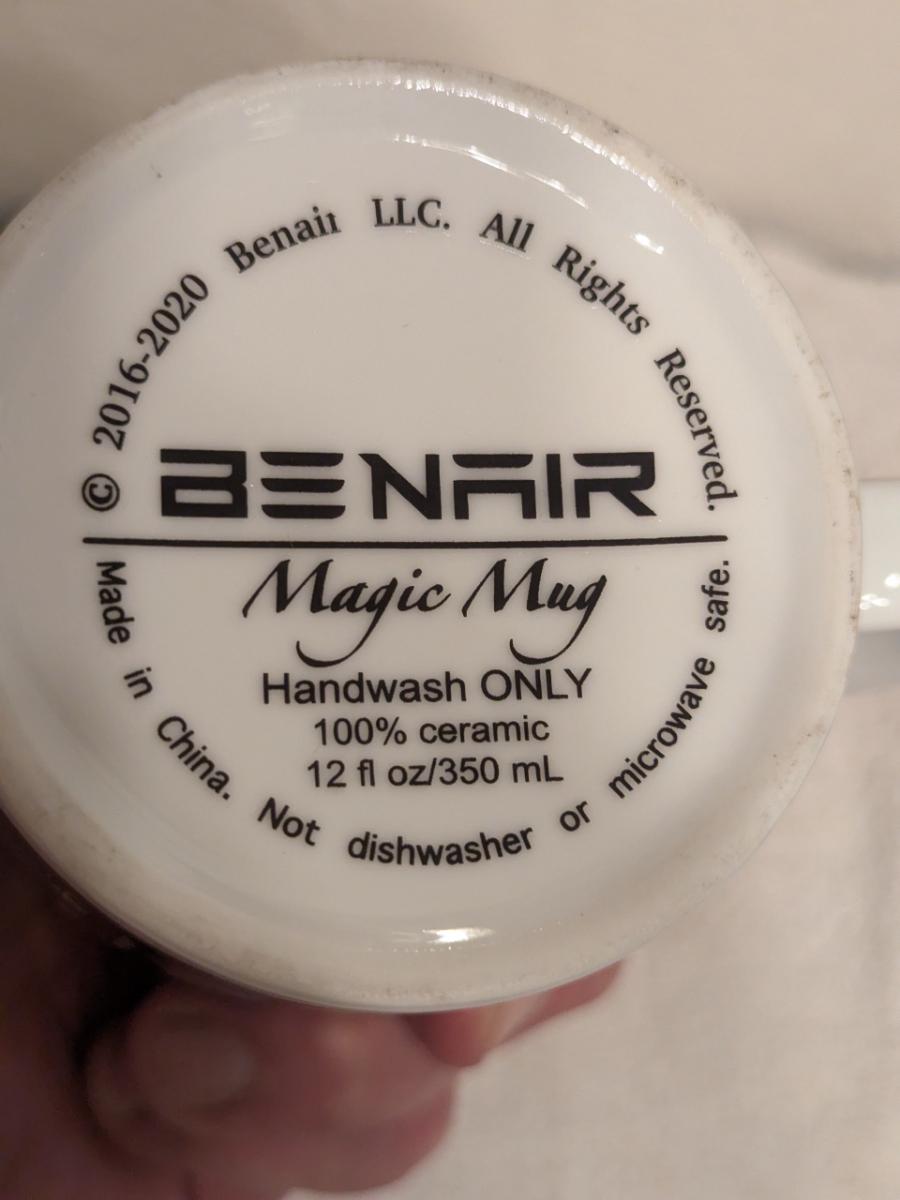 © 2016-2020 Benair LLC. All Rights Reserved.
BENAIR
Magic Mug
Handwash ONLY
100% ceramic
12 fl oz/350 mL
Made in China. Not dishwasher or microwave safe.